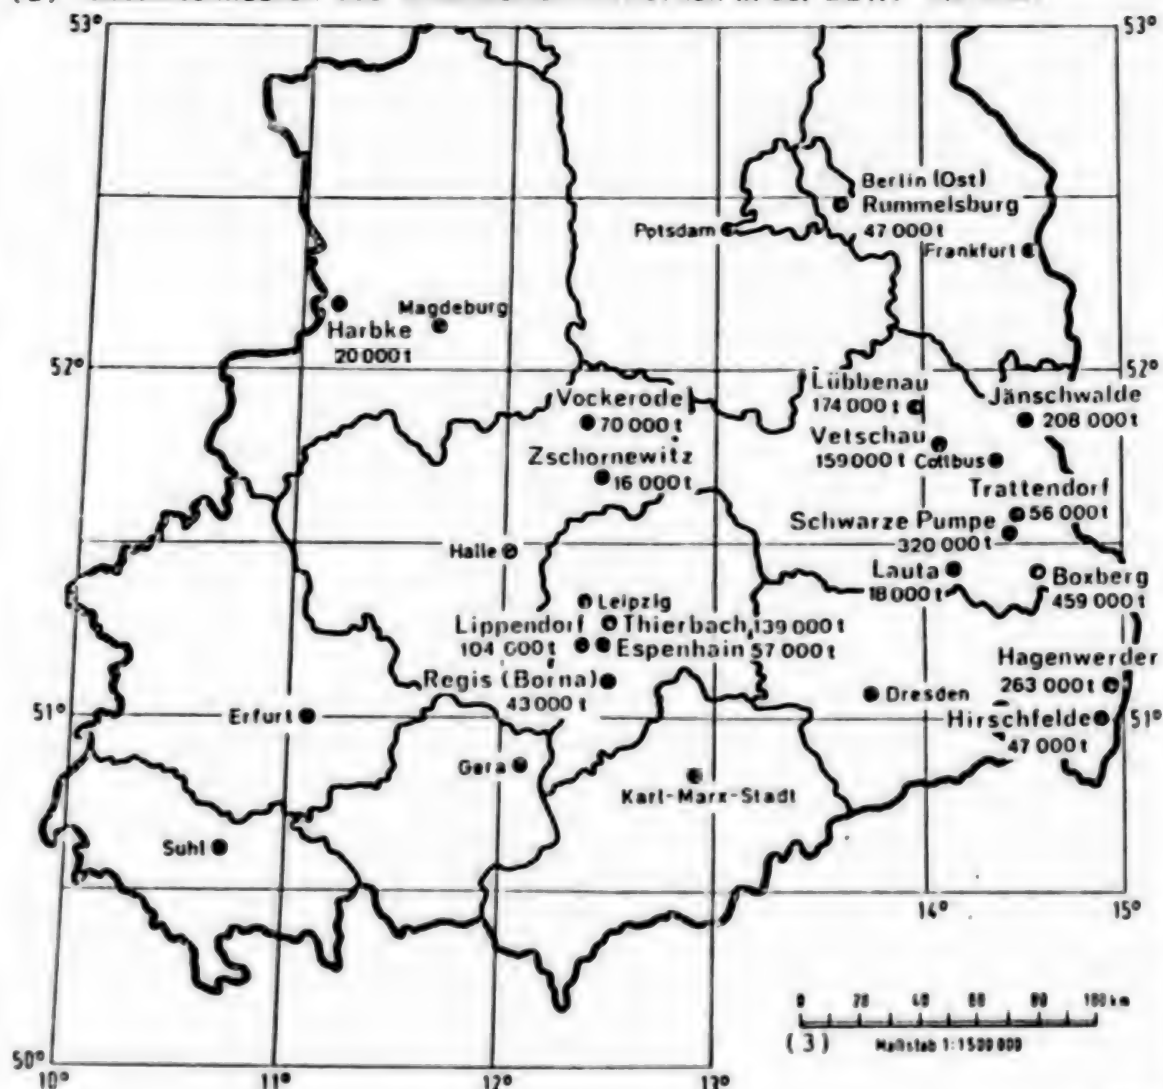 53°
53°
Berlin (Ost)
Rummelsburg
47 000 t
Potsdam
Frankfurt
Magdeburg
Harbke
20 000 t
52°
52°
Vockerode
70 000 t
Lübbenau
174 000 t
Jänschwalde
208 000 t
Vetschau
159 000 t
Cottbus
Zschornewitz
16 000 t
Trattendorf
56 000 t
Schwarze Pumpe
320 000 t
Halle
Lauta
18 000 t
Boxberg
459 000 t
Leipzig
Lippendorf
104 000 t
Thierbach 139 000 t
Espenhain 57 000 t
Regis (Borna)
43 000 t
Hagenwerder
263 000 t
Dresden
Erfurt
51°
51°
Hirschfelde
47 000 t
Gera
Karl-Marx-Stadt
Suhl
14°
15°
0 20 40 60 80 100 km
(3) Maßstab 1:1500000
50°
10°
11°
12°
13°